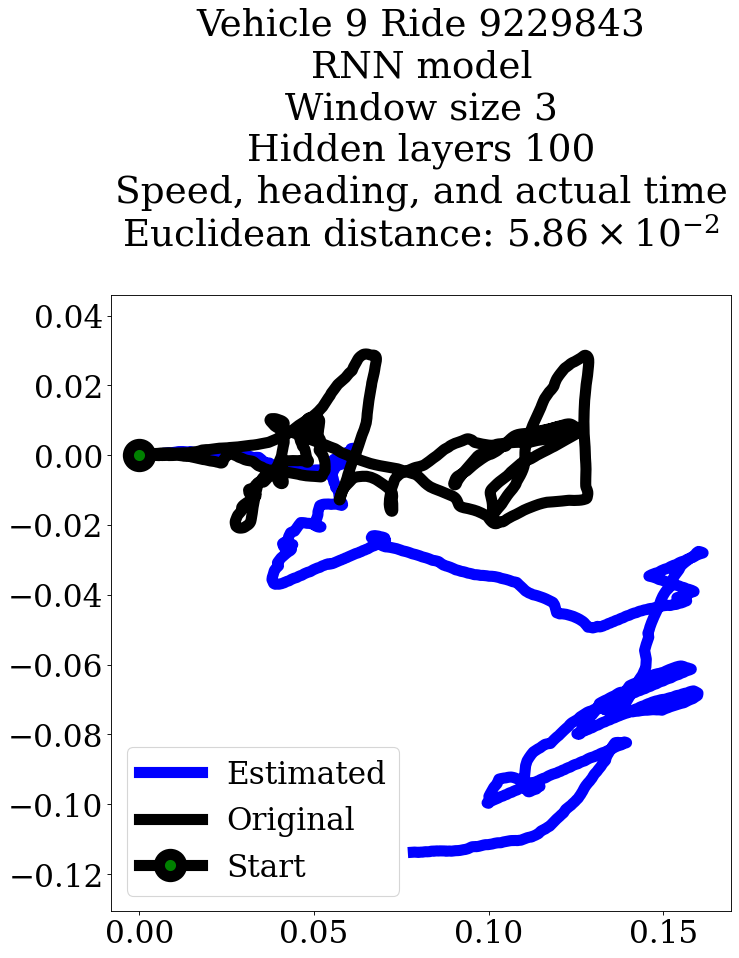 Vehicle 9 Ride 9229843
RNN model
Window size 3
Hidden layers 100
Speed, heading, and actual time
Euclidean distance: 5.86 × 10⁻²
0.04
0.02
0.00
−0.02
−0.04
−0.06
−0.08
−0.10
−0.12
Estimated
Original
Start
0.00 0.05 0.10 0.15